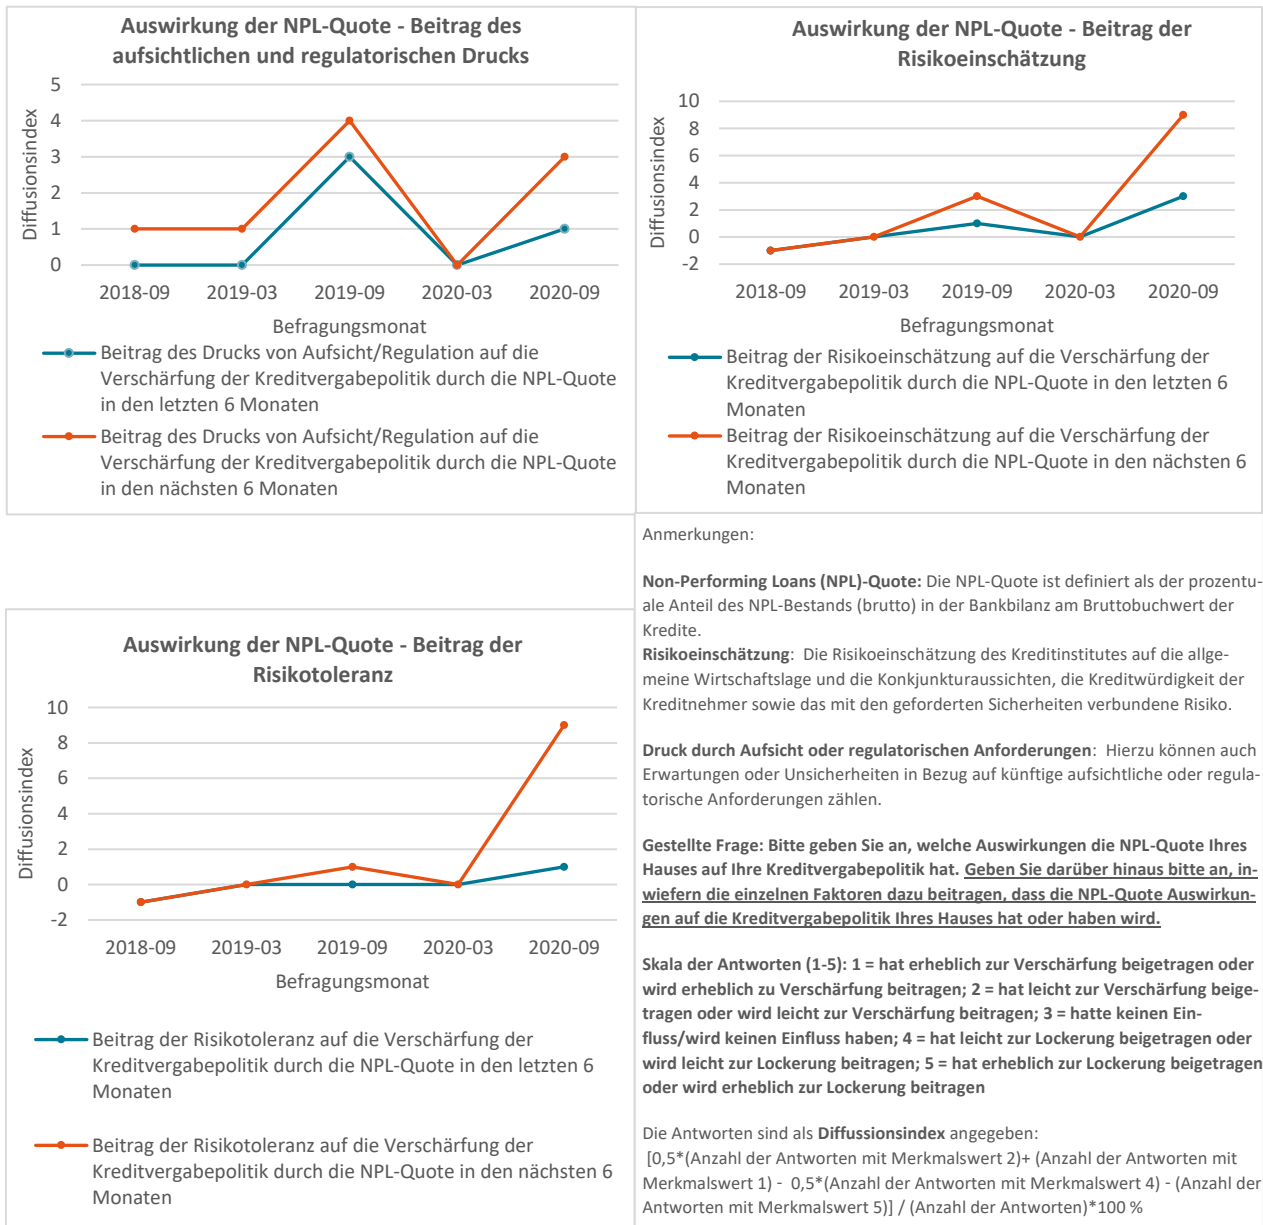 Auswirkung der NPL-Quote - Beitrag des
aufsichtlichen und regulatorischen Drucks
5
4
3
2
1
0
Diffusionsindex
2018-09 2019-03 2019-09 2020-03 2020-09
Befragungsmonat
Beitrag des Drucks von Aufsicht/Regulation auf die
Verschärfung der Kreditvergabepolitik durch die NPL-Quote
in den letzten 6 Monaten
Beitrag des Drucks von Aufsicht/Regulation auf die
Verschärfung der Kreditvergabepolitik durch die NPL-Quote
in den nächsten 6 Monaten
Auswirkung der NPL-Quote - Beitrag der
Risikoeinschätzung
10
8
6
4
2
0
-2
Diffusionsindex
2018-09 2019-03 2019-09 2020-03 2020-09
Befragungsmonat
Beitrag der Risikoeinschätzung auf die Verschärfung der
Kreditvergabepolitik durch die NPL-Quote in den letzten 6
Monaten
Beitrag der Risikoeinschätzung auf die Verschärfung der
Kreditvergabepolitik durch die NPL-Quote in den nächsten 6
Monaten
Auswirkung der NPL-Quote - Beitrag der
Risikotoleranz
10
8
6
4
2
0
-2
Diffusionsindex
2018-09 2019-03 2019-09 2020-03 2020-09
Befragungsmonat
Beitrag der Risikotoleranz auf die Verschärfung der
Kreditvergabepolitik durch die NPL-Quote in den letzten 6
Monaten
Beitrag der Risikotoleranz auf die Verschärfung der
Kreditvergabepolitik durch die NPL-Quote in den nächsten 6
Monaten
Anmerkungen:
Non-Performing Loans (NPL)-Quote: Die NPL-Quote ist definiert als der prozentu-
ale Anteil des NPL-Bestands (brutto) in der Bankbilanz am Bruttobuchwert der
Kredite.
Risikoeinschätzung: Die Risikoeinschätzung des Kreditinstitutes auf die allge-
meine Wirtschaftslage und die Konkjunkturaussichten, die Kreditwürdigkeit der
Kreditnehmer sowie das mit den geforderten Sicherheiten verbundene Risiko.
Druck durch Aufsicht oder regulatorischen Anforderungen: Hierzu können auch
Erwartungen oder Unsicherheiten in Bezug auf künftige aufsichtliche oder regula-
torische Anforderungen zählen.
Gestellte Frage: Bitte geben Sie an, welche Auswirkungen die NPL-Quote Ihres
Hauses auf Ihre Kreditvergabepolitik hat. Geben Sie darüber hinaus bitte an, in-
wiefern die einzelnen Faktoren dazu beitragen, dass die NPL-Quote Auswirkun-
gen auf die Kreditvergabepolitik Ihres Hauses hat oder haben wird.
Skala der Antworten (1-5): 1 = hat erheblich zur Verschärfung beigetragen oder
wird erheblich zu Verschärfung beitragen; 2 = hat leicht zur Verschärfung beige-
tragen oder wird leicht zur Verschärfung beitragen; 3 = hatte keinen Ein-
fluss/wird keinen Einfluss haben; 4 = hat leicht zur Lockerung beigetragen oder
wird leicht zur Lockerung beitragen; 5 = hat erheblich zur Lockerung beigetragen
oder wird erheblich zur Lockerung beitragen
Die Antworten sind als Diffussionsindex angegeben:
[0,5*(Anzahl der Antworten mit Merkmalswert 2)+ (Anzahl der Antworten mit
Merkmalswert 1) - 0,5*(Anzahl der Antworten mit Merkmalswert 4) - (Anzahl der
Antworten mit Merkmalswert 5)] / (Anzahl der Antworten)*100 %